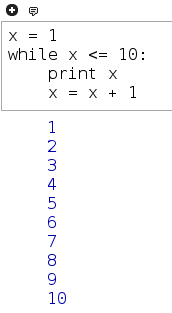 x = 1
while x <= 10:
    print x
    x = x + 1
1
2
3
4
5
6
7
8
9
10